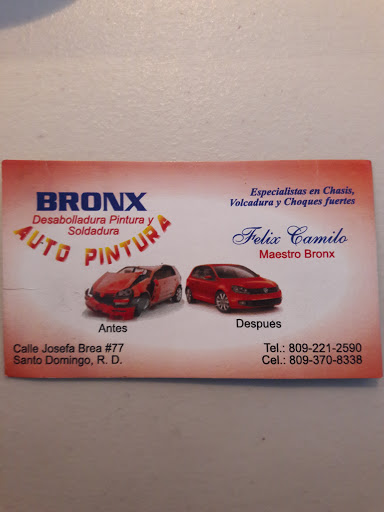 BRONX
Desabolladura Pintura y
Soldadura
AUTO PINTURA
Especialistas en Chasis,
Volcadura y Choques fuertes
Felix Camilo
Maestro Bronx
Antes
Después
Calle Josefa Brea #77
Santo Domingo, R. D.
Tel.: 809-221-2590
Cel.: 809-370-8338